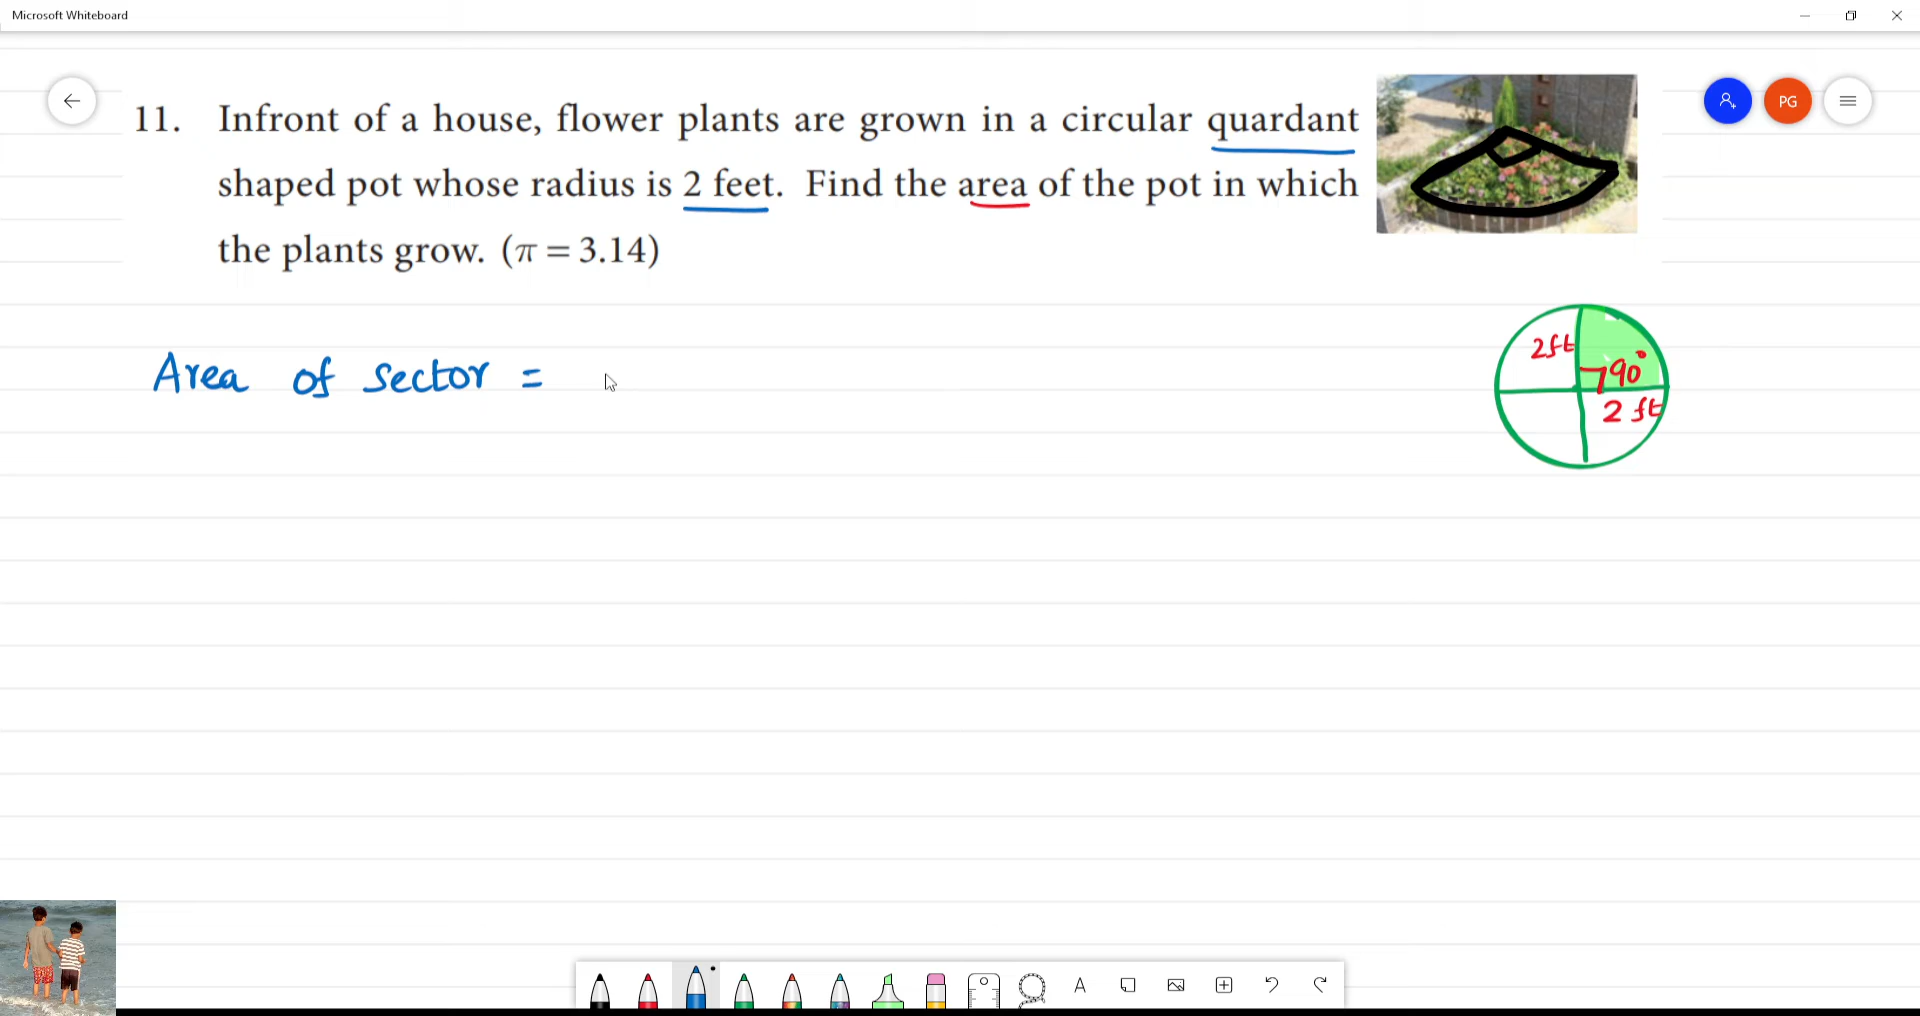 Microsoft Whiteboard
PG
11. Infront of a house, flower plants are grown in a circular quardant
shaped pot whose radius is 2 feet. Find the area of the pot in which
the plants grow. (π = 3.14)
2ft
90°
2 ft
Area of sector =
A